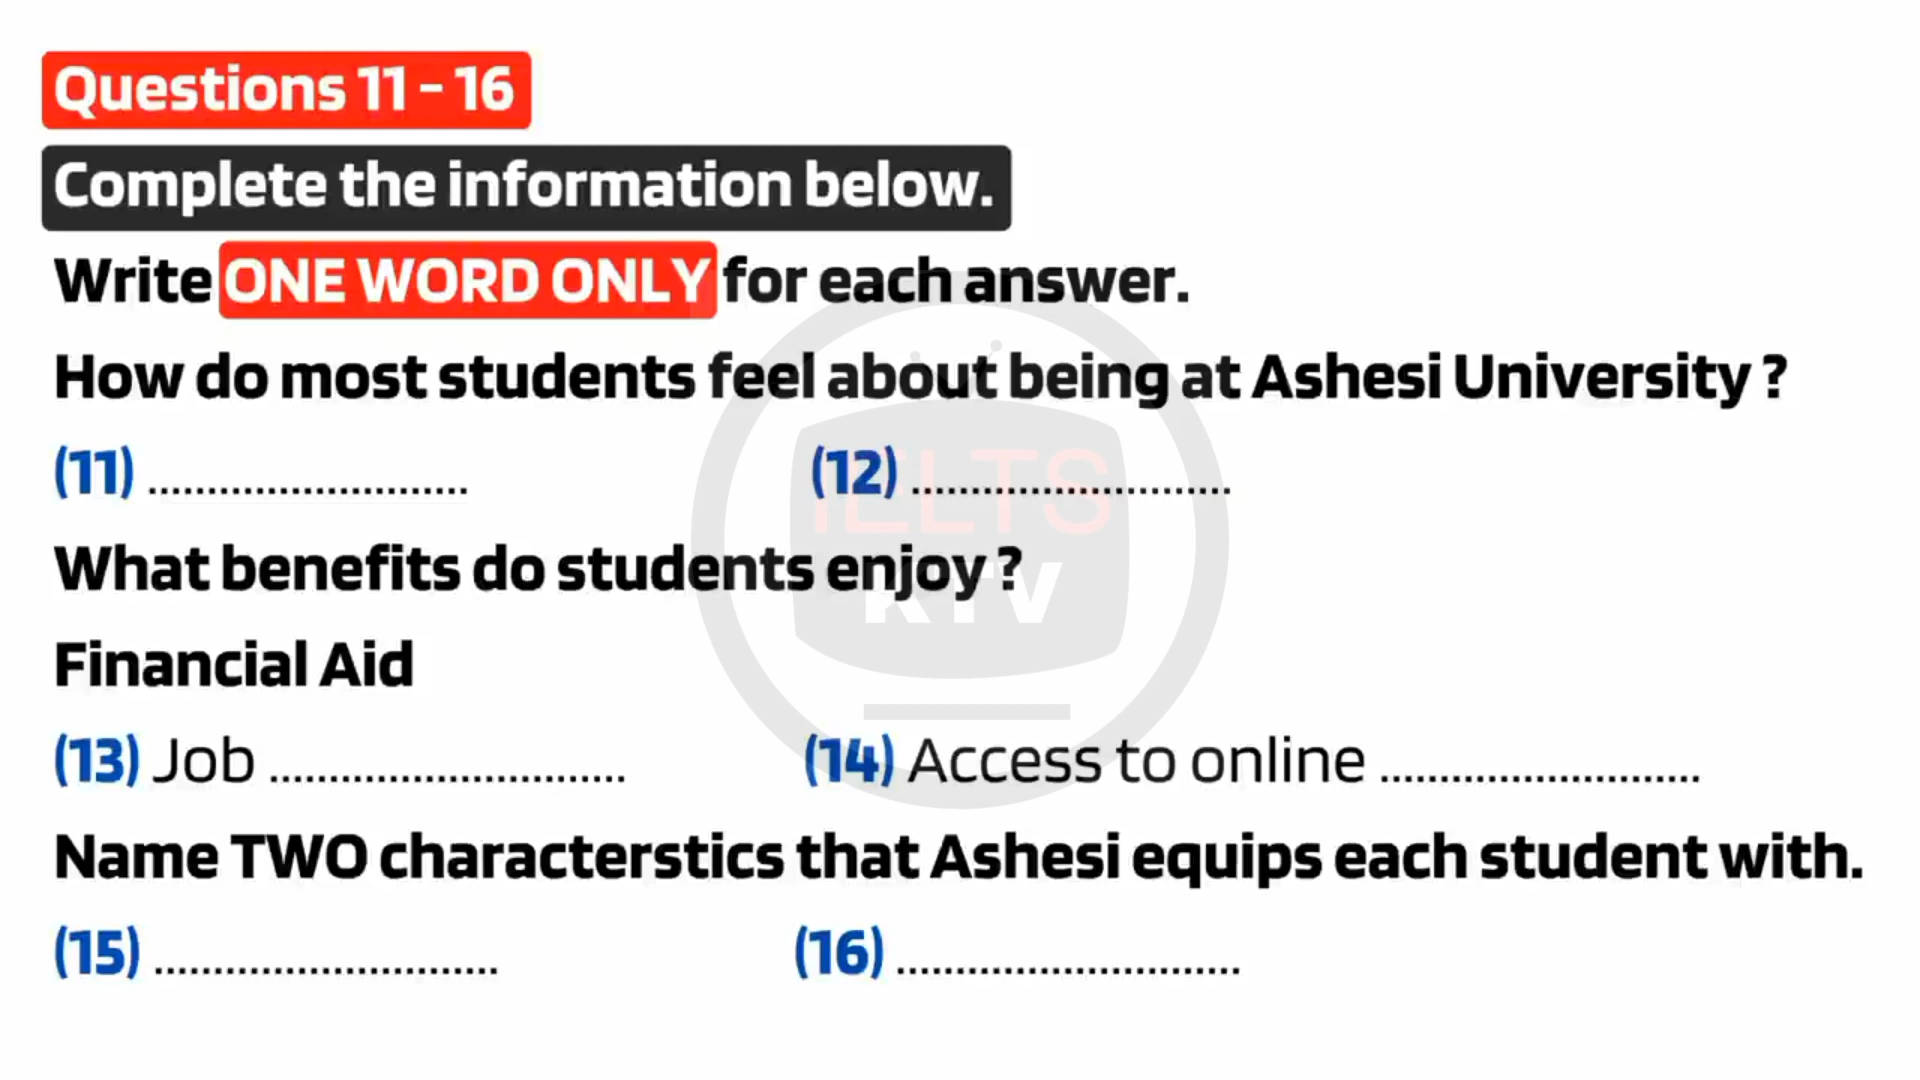 Questions 11 - 16
Complete the information below.
Write ONE WORD ONLY for each answer.
How do most students feel about being at Ashesi University ?
(11) ........................... (12) ...........................
What benefits do students enjoy ?
Financial Aid
(13) Job .............................. (14) Access to online ...........................
Name TWO characterstics that Ashesi equips each student with.
(15) ............................. (16) .............................
IELTS
KTV